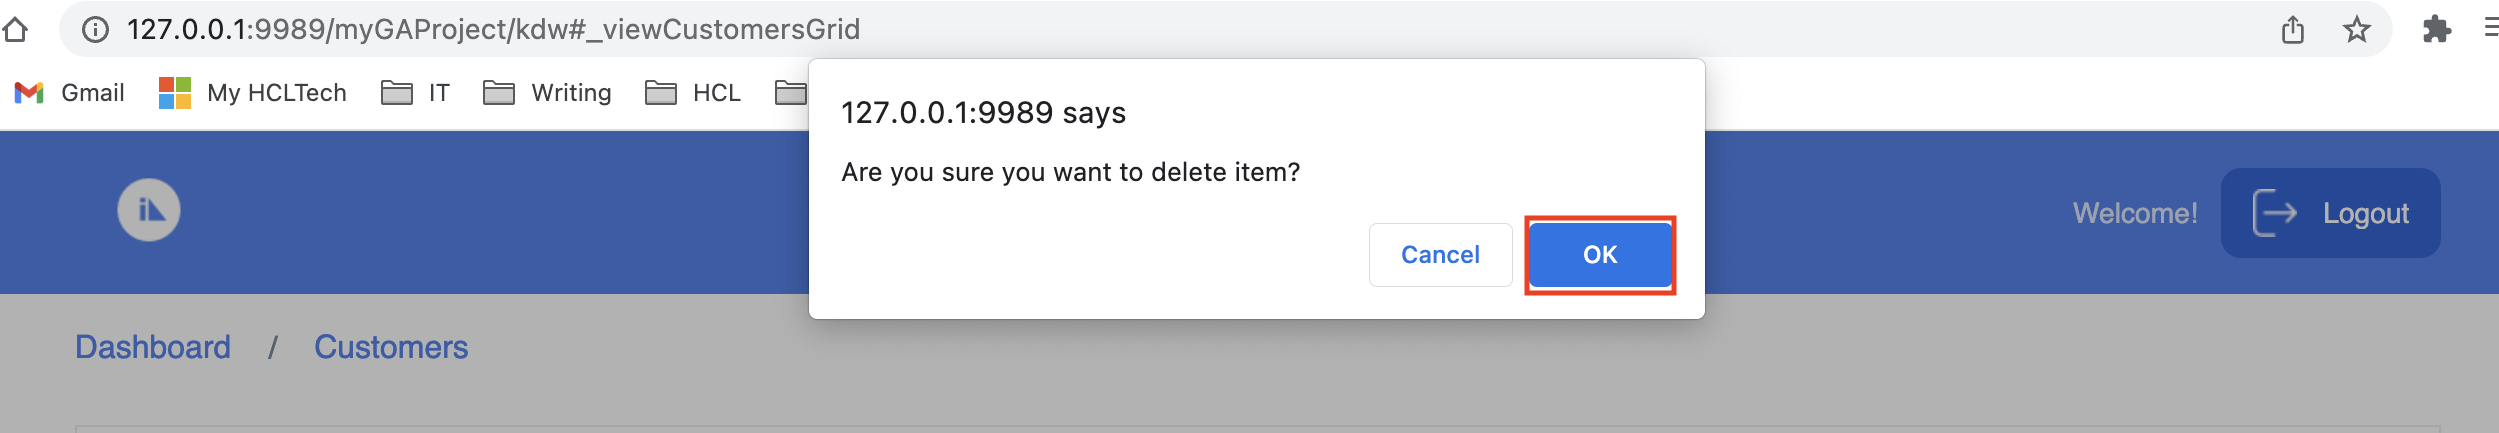 127.0.0.1:9989/myGAProject/kdw#_viewCustomersGrid
Gmail My HCLTech IT Writing HCL
127.0.0.1:9989 says
Are you sure you want to delete item?
Cancel OK
Welcome! Logout
Dashboard / Customers